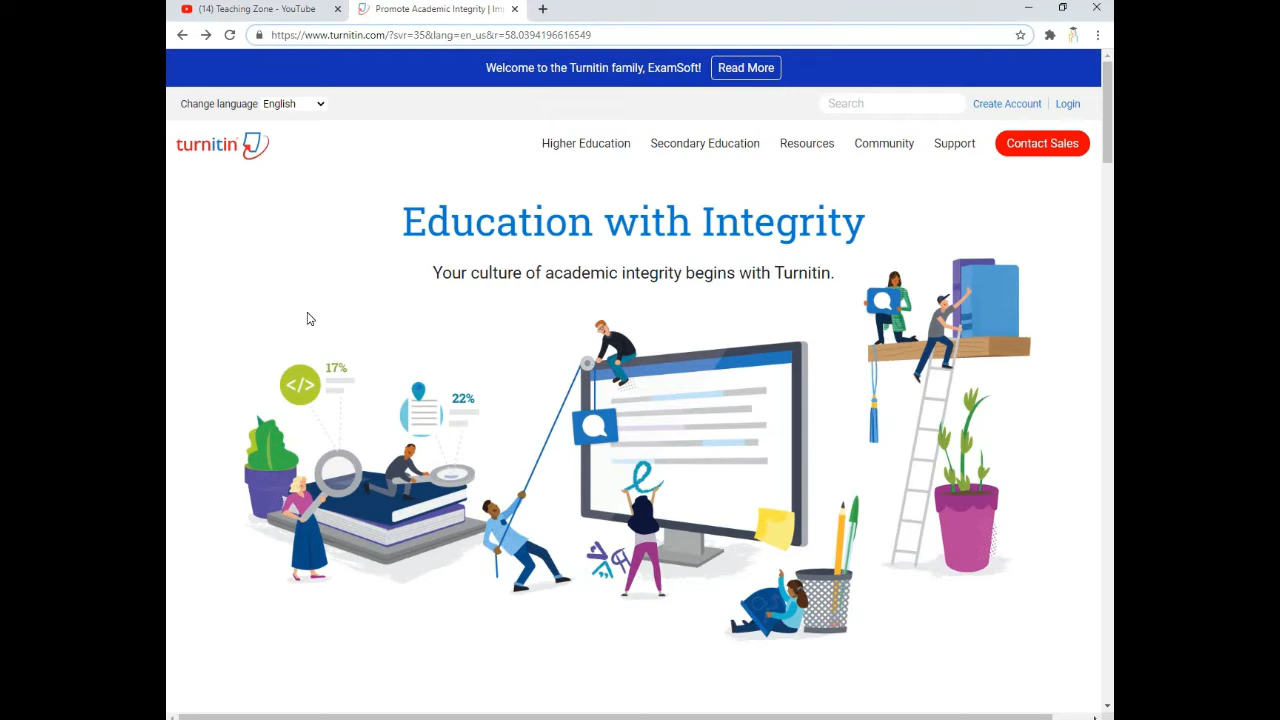 (14) Teaching Zone - YouTube
Promote Academic Integrity | Im
https://www.turnitin.com/?svr=35&lang=en_us&r=58.0394196616549
Welcome to the Turnitin family, ExamSoft! Read More
Change language English
Search
Create Account
Login
turnitin
Higher Education Secondary Education Resources Community Support Contact Sales
Education with Integrity
Your culture of academic integrity begins with Turnitin.
</> 17%
22%
e